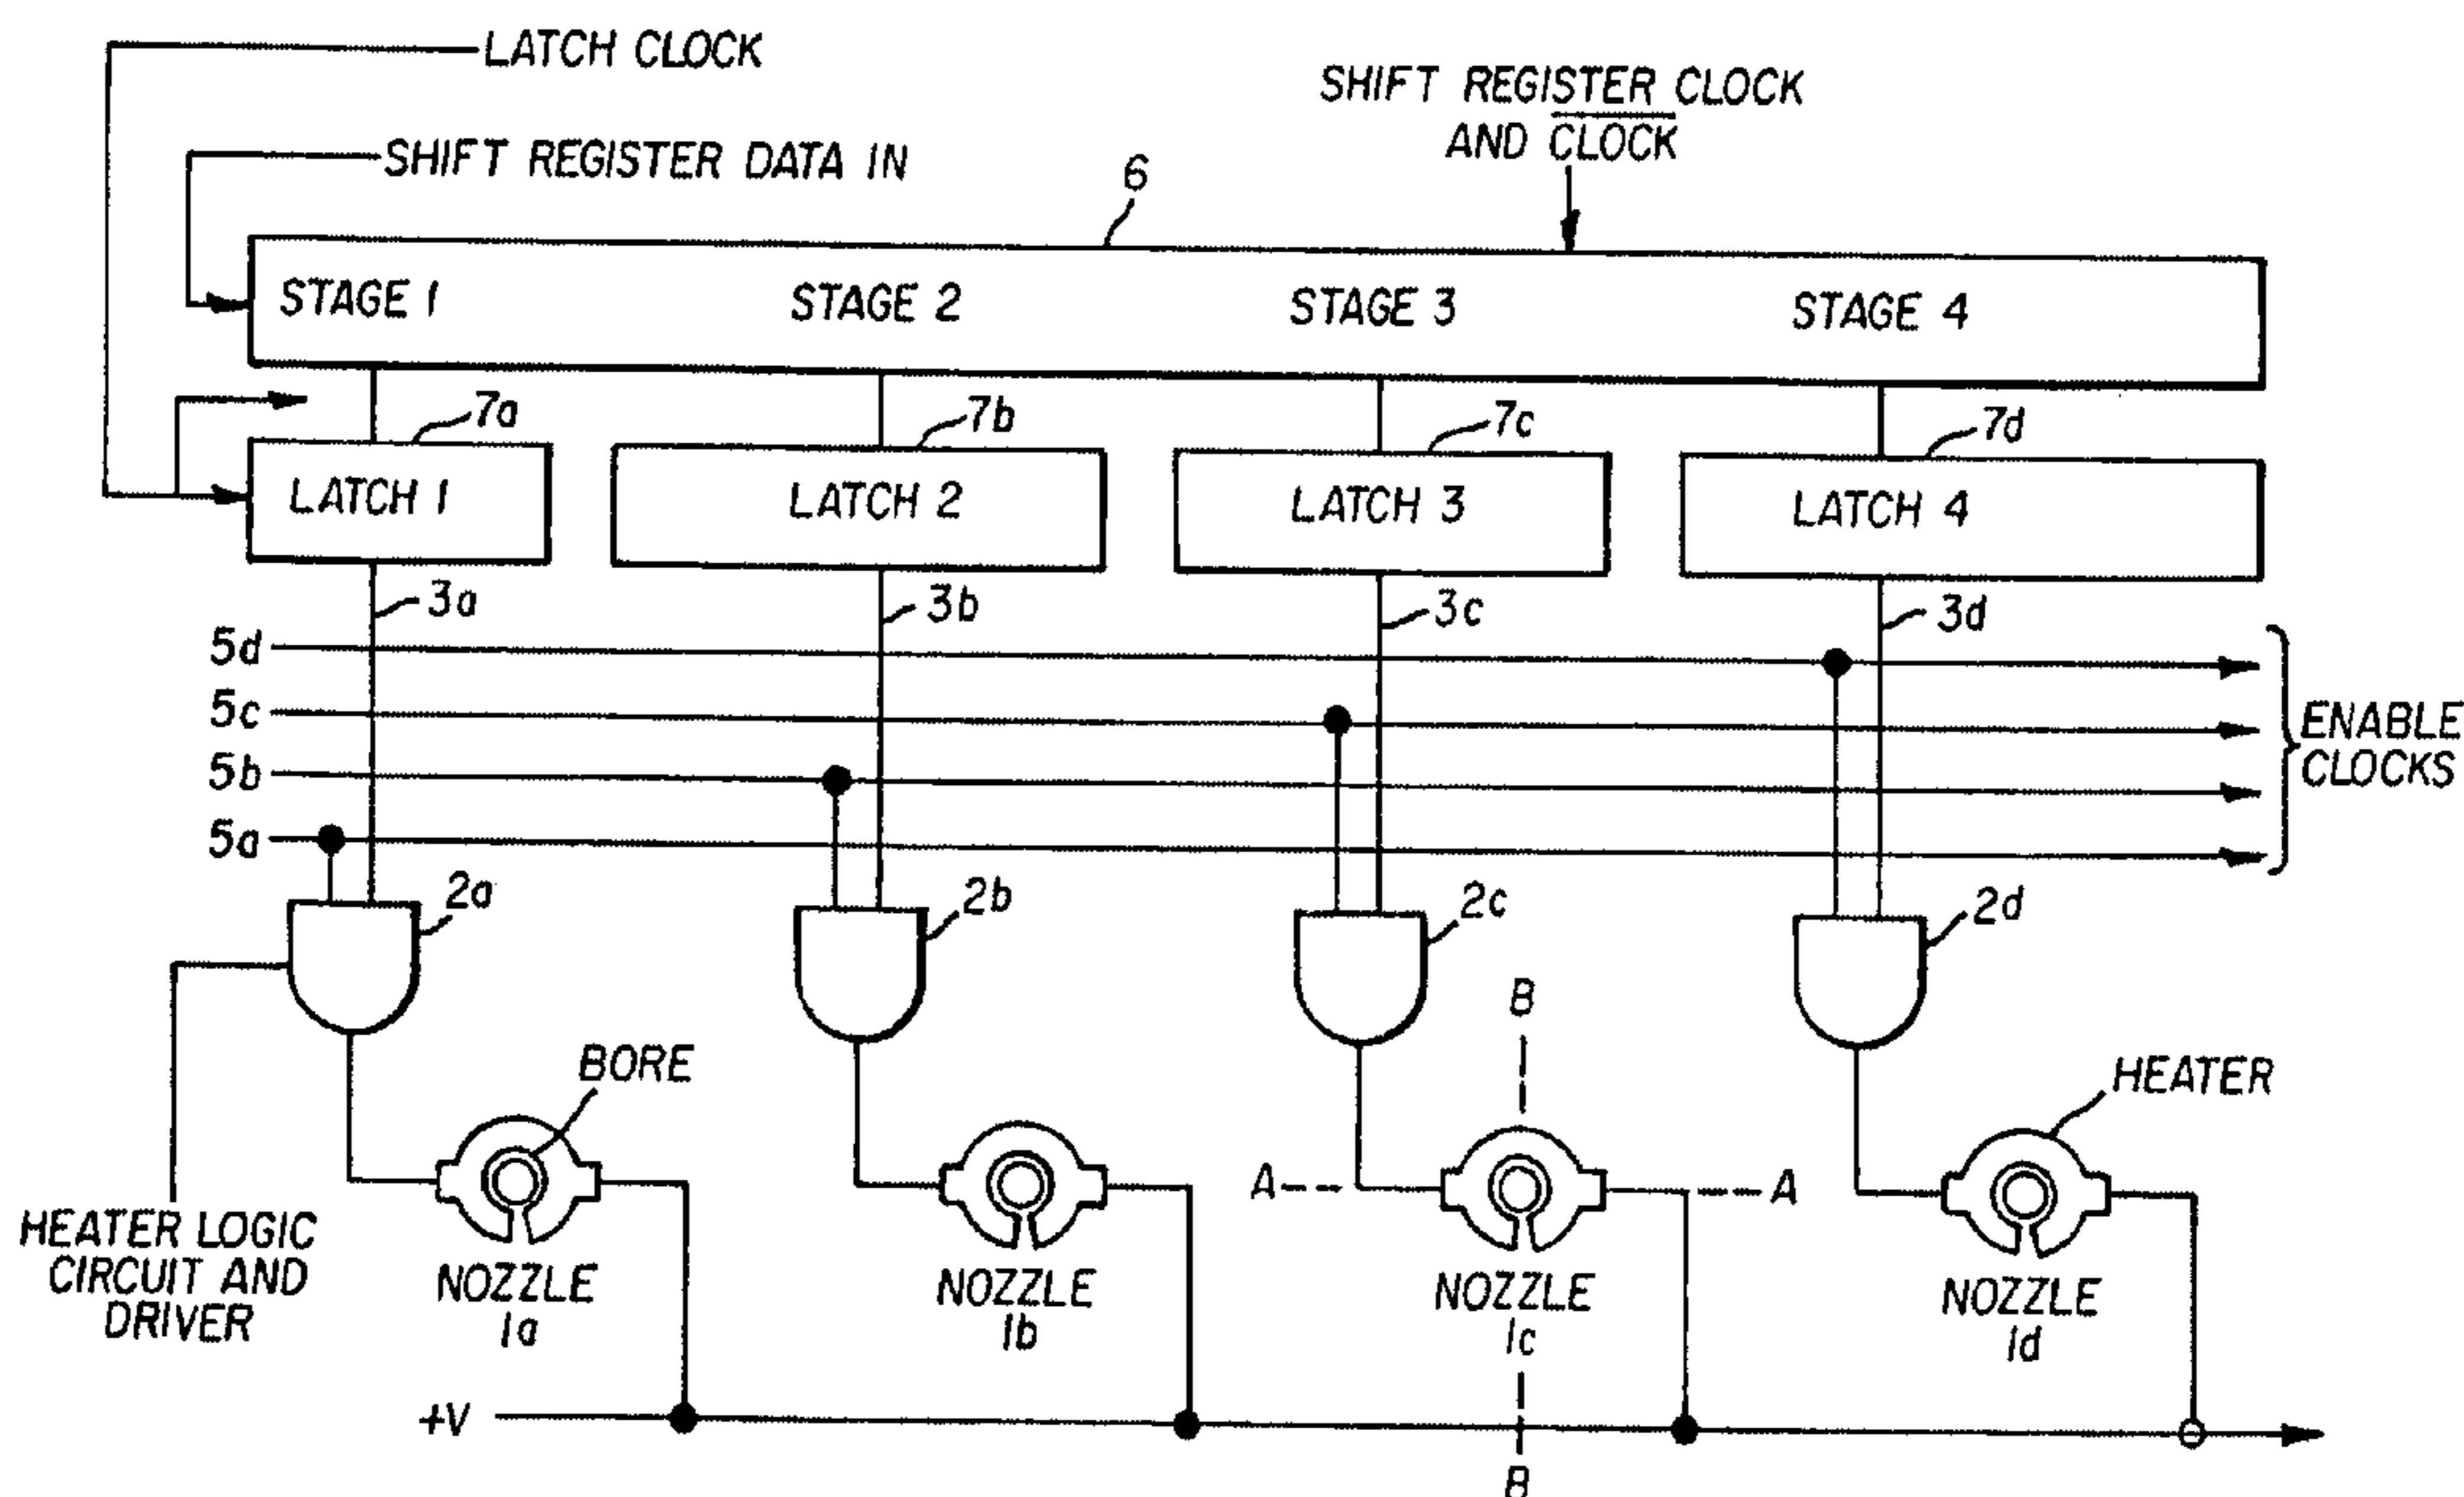 LATCH CLOCK
SHIFT REGISTER CLOCK
AND CLOCK
SHIFT REGISTER DATA IN
6
STAGE 1
STAGE 2
STAGE 3
STAGE 4
7a
7b
7c
7d
LATCH 1
LATCH 2
LATCH 3
LATCH 4
3a
3b
3c
3d
5d
5c
5b
5a
ENABLE
CLOCKS
2a
2b
2c
2d
B
BORE
HEATER
A
A
HEATER LOGIC
CIRCUIT AND
DRIVER
NOZZLE
1a
NOZZLE
1b
NOZZLE
1c
NOZZLE
1d
+V
B